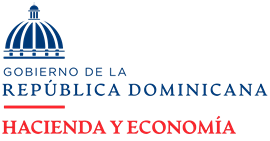 GOBIERNO DE LA
REPÚBLICA DOMINICANA
HACIENDA Y ECONOMÍA